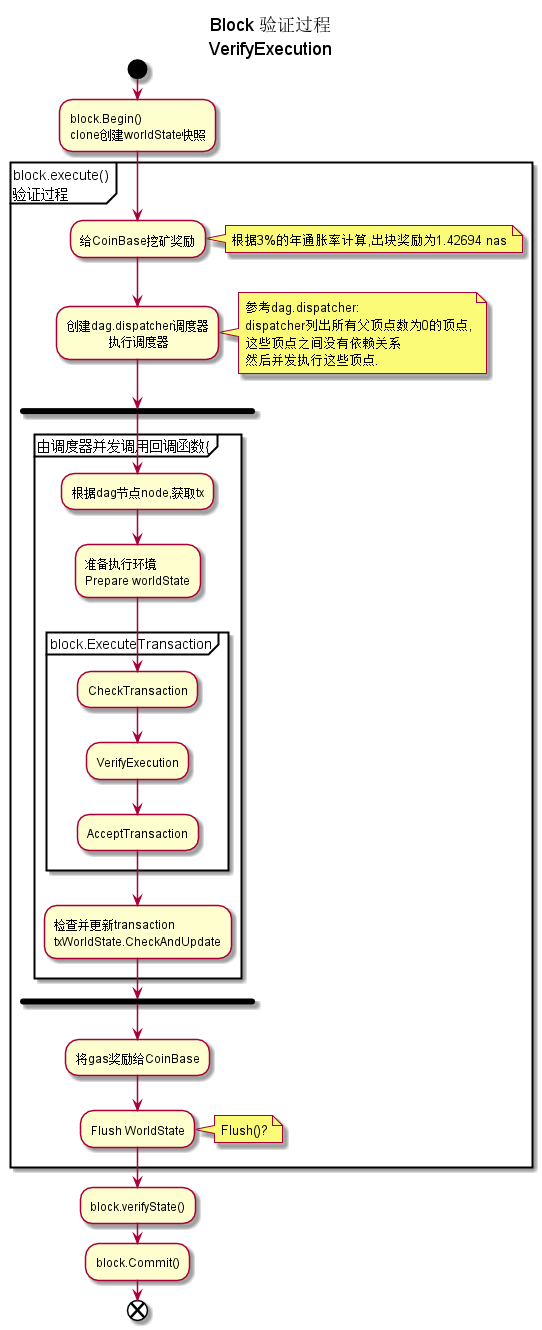 Block 验证过程
VerifyExecution
block.Begin()
clone创建worldState快照
block.execute()
验证过程
给CoinBase挖矿奖励
根据3%的年通胀率计算,出块奖励为1.42694 nas
创建dag.dispatcher调度器
执行调度器
参考dag.dispatcher:
dispatcher列出所有父顶点数为0的顶点,
这些顶点之间没有依赖关系
然后并发执行这些顶点.
由调度器并发调用回调函数{
根据dag节点node,获取tx
准备执行环境
Prepare worldState
block.ExecuteTransaction
CheckTransaction
VerifyExecution
AcceptTransaction
检查并更新transaction
txWorldState.CheckAndUpdate
将gas奖励给CoinBase
Flush WorldState
Flush()?
block.verifyState()
block.Commit()